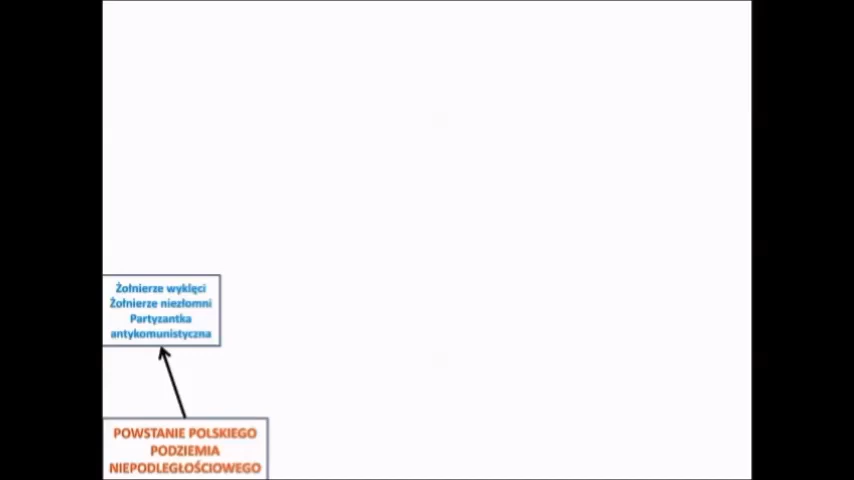 Żołnierze wyklęci
Żołnierze niezłomni
Partyzantka
antykomunistyczna
POWSTANIE POLSKIEGO
PODZIEMIA
NIEPODLEGŁOŚCIOWEGO